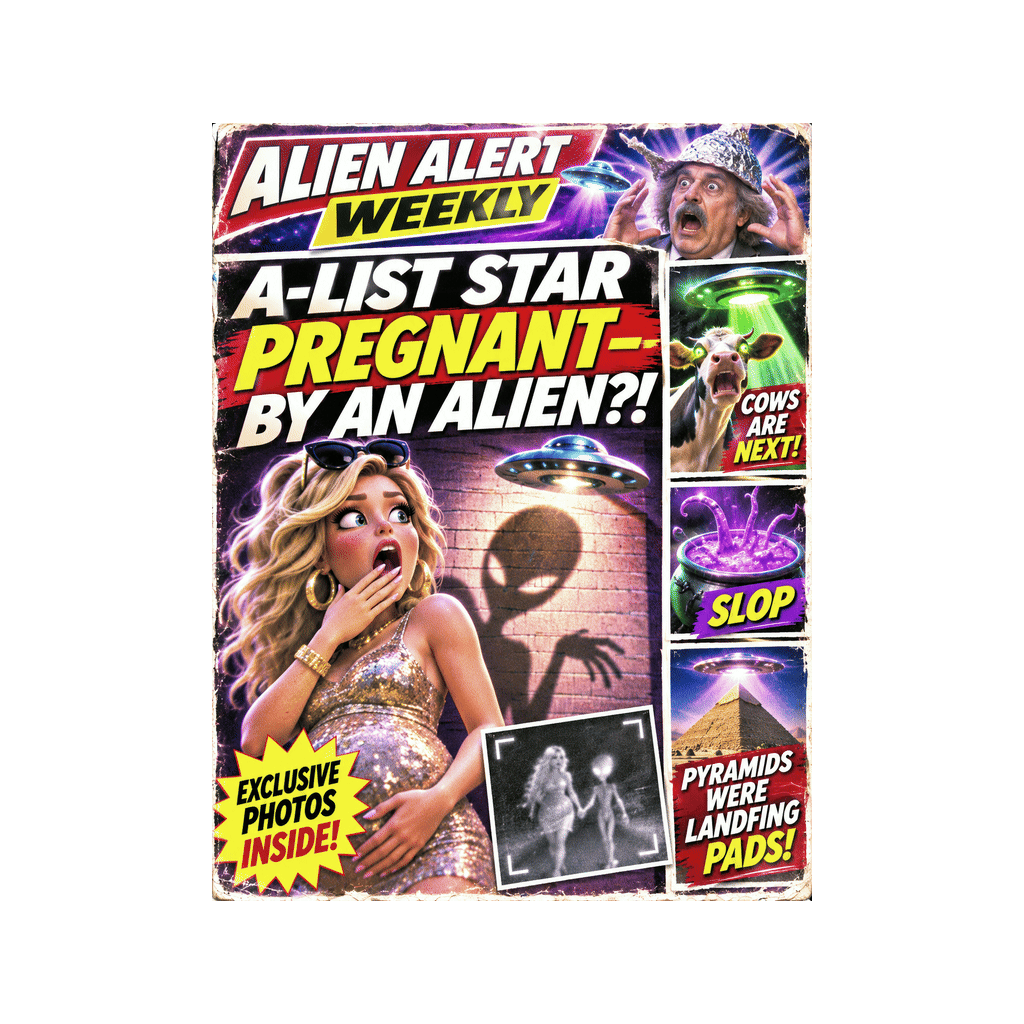 ALIEN ALERT
WEEKLY
A-LIST STAR
PREGNANT-
BY AN ALIEN?!
COWS
ARE
NEXT!
SLOP
EXCLUSIVE
PHOTOS
INSIDE!
PYRAMIDS
WERE
LANDFING
PADS!